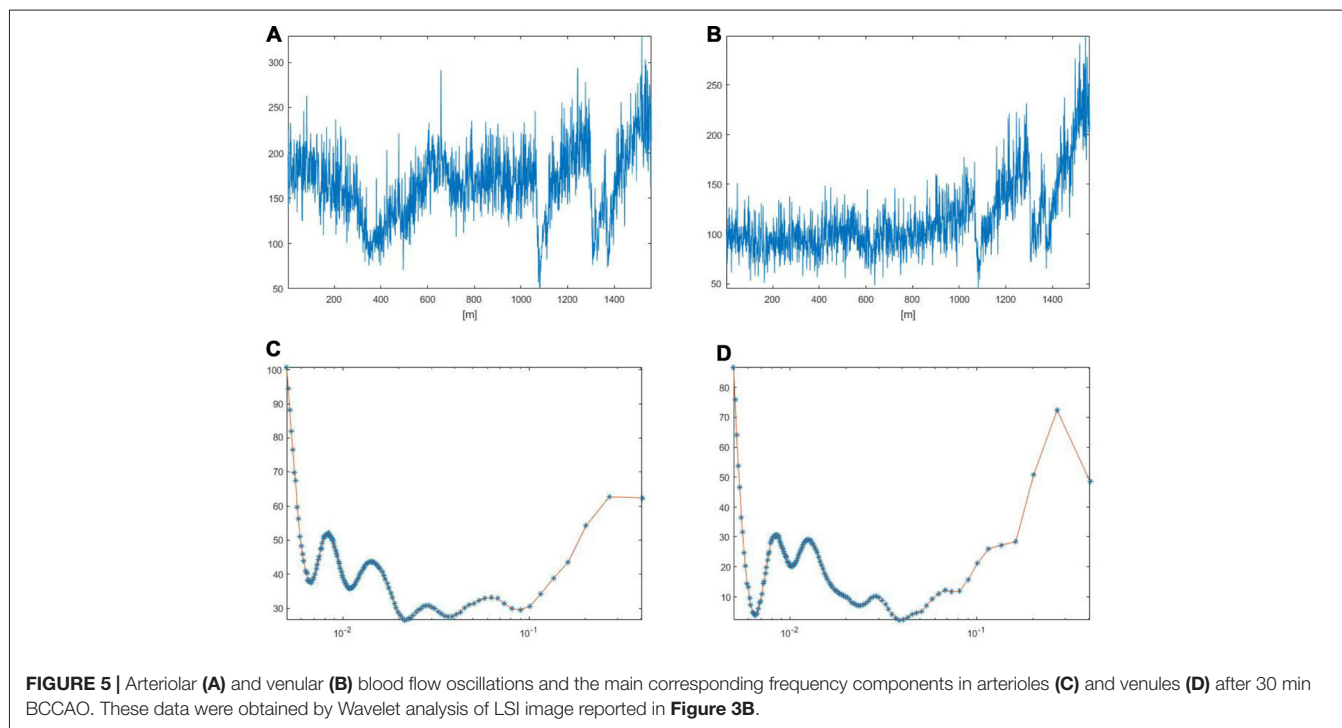 A
300
250
200
150
100
50
200 400 600 800 1000 1200 1400
[m]
B
250
200
150
100
50
200 400 600 800 1000 1200 1400
[m]
C
100
90
80
70
60
50
40
30
10⁻² 10⁻¹
D
80
70
60
50
40
30
20
10
10⁻² 10⁻¹
FIGURE 5 | Arteriolar (A) and venular (B) blood flow oscillations and the main corresponding frequency components in arterioles (C) and venules (D) after 30 min
BCCAO. These data were obtained by Wavelet analysis of LSI image reported in Figure 3B.